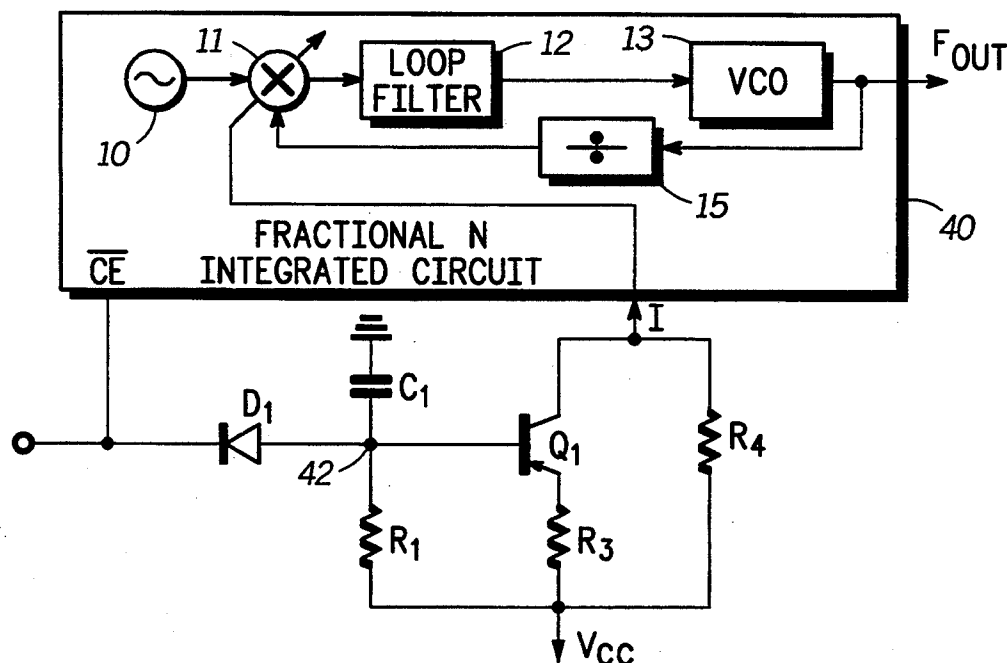 11
12
13
F OUT
LOOP
FILTER
VCO
10
÷
15
FRACTIONAL N
INTEGRATED CIRCUIT
40
CE
I
C1
D1
42
Q1
R4
R1
R3
VCC